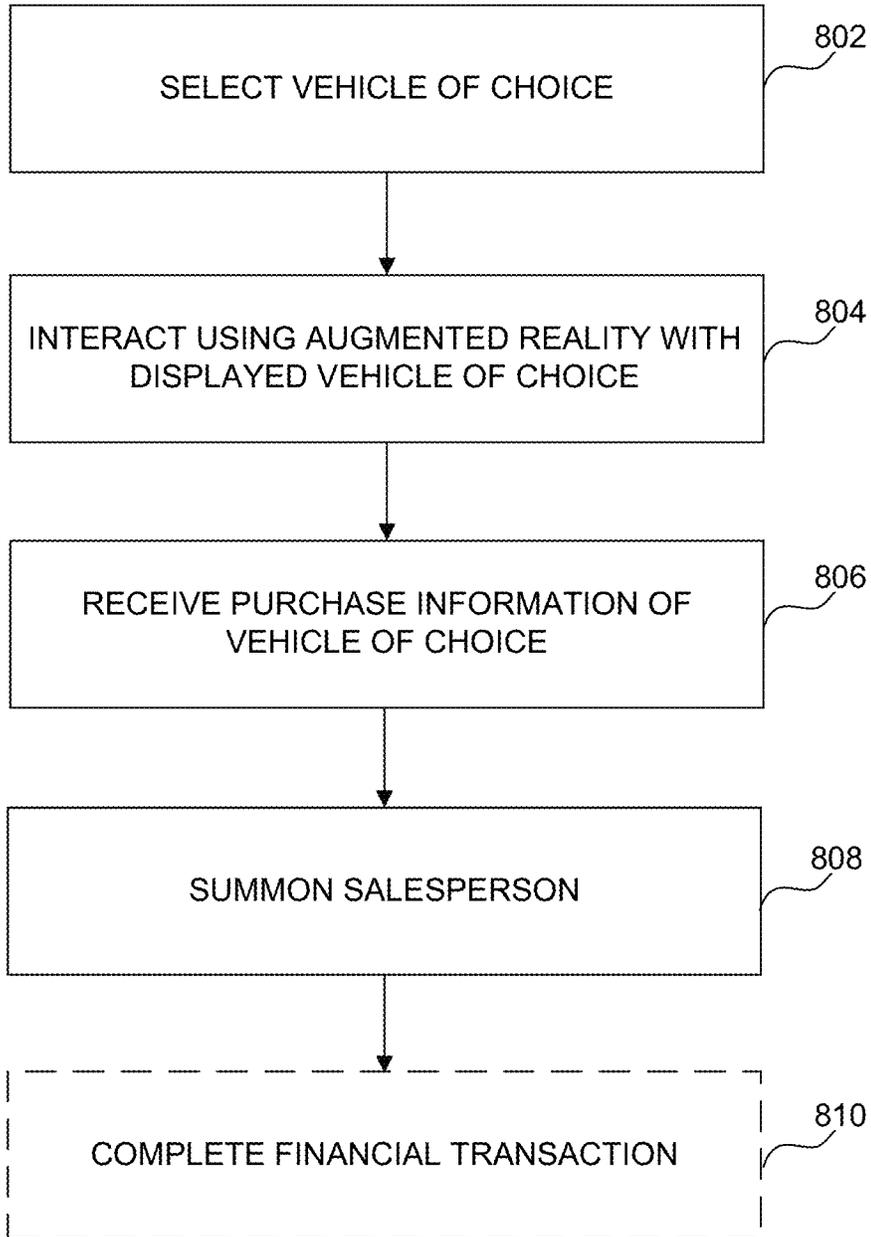 802
SELECT VEHICLE OF CHOICE
804
INTERACT USING AUGMENTED REALITY WITH
DISPLAYED VEHICLE OF CHOICE
806
RECEIVE PURCHASE INFORMATION OF
VEHICLE OF CHOICE
808
SUMMON SALESPERSON
810
COMPLETE FINANCIAL TRANSACTION